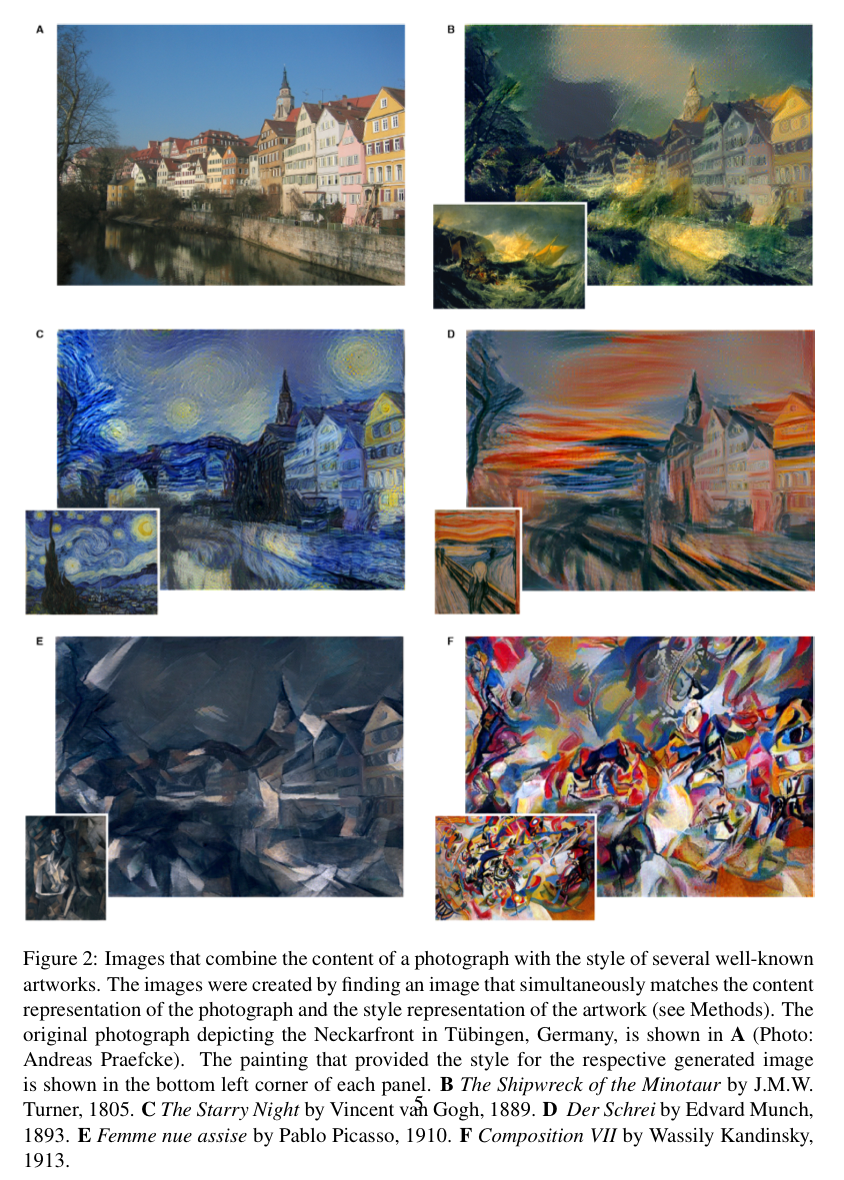 A
B
C
D
E
F
Figure 2: Images that combine the content of a photograph with the style of several well-known
artworks. The images were created by finding an image that simultaneously matches the content
representation of the photograph and the style representation of the artwork (see Methods). The
original photograph depicting the Neckarfront in Tübingen, Germany, is shown in A (Photo:
Andreas Praefcke). The painting that provided the style for the respective generated image
is shown in the bottom left corner of each panel. B The Shipwreck of the Minotaur by J.M.W.
Turner, 1805. C The Starry Night by Vincent van Gogh, 1889. D Der Schrei by Edvard Munch,
5
1893. E Femme nue assise by Pablo Picasso, 1910. F Composition VII by Wassily Kandinsky,
1913.